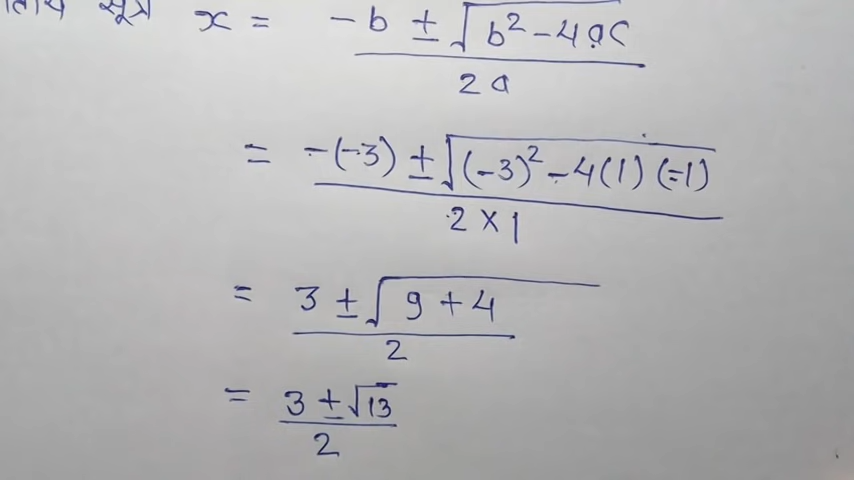 सूत्र x = -b ± √(b² - 4ac) / 2a
= -(-3) ± √((-3)² - 4(1)(-1)) / 2 × 1
= 3 ± √(9 + 4) / 2
= 3 ± √13 / 2